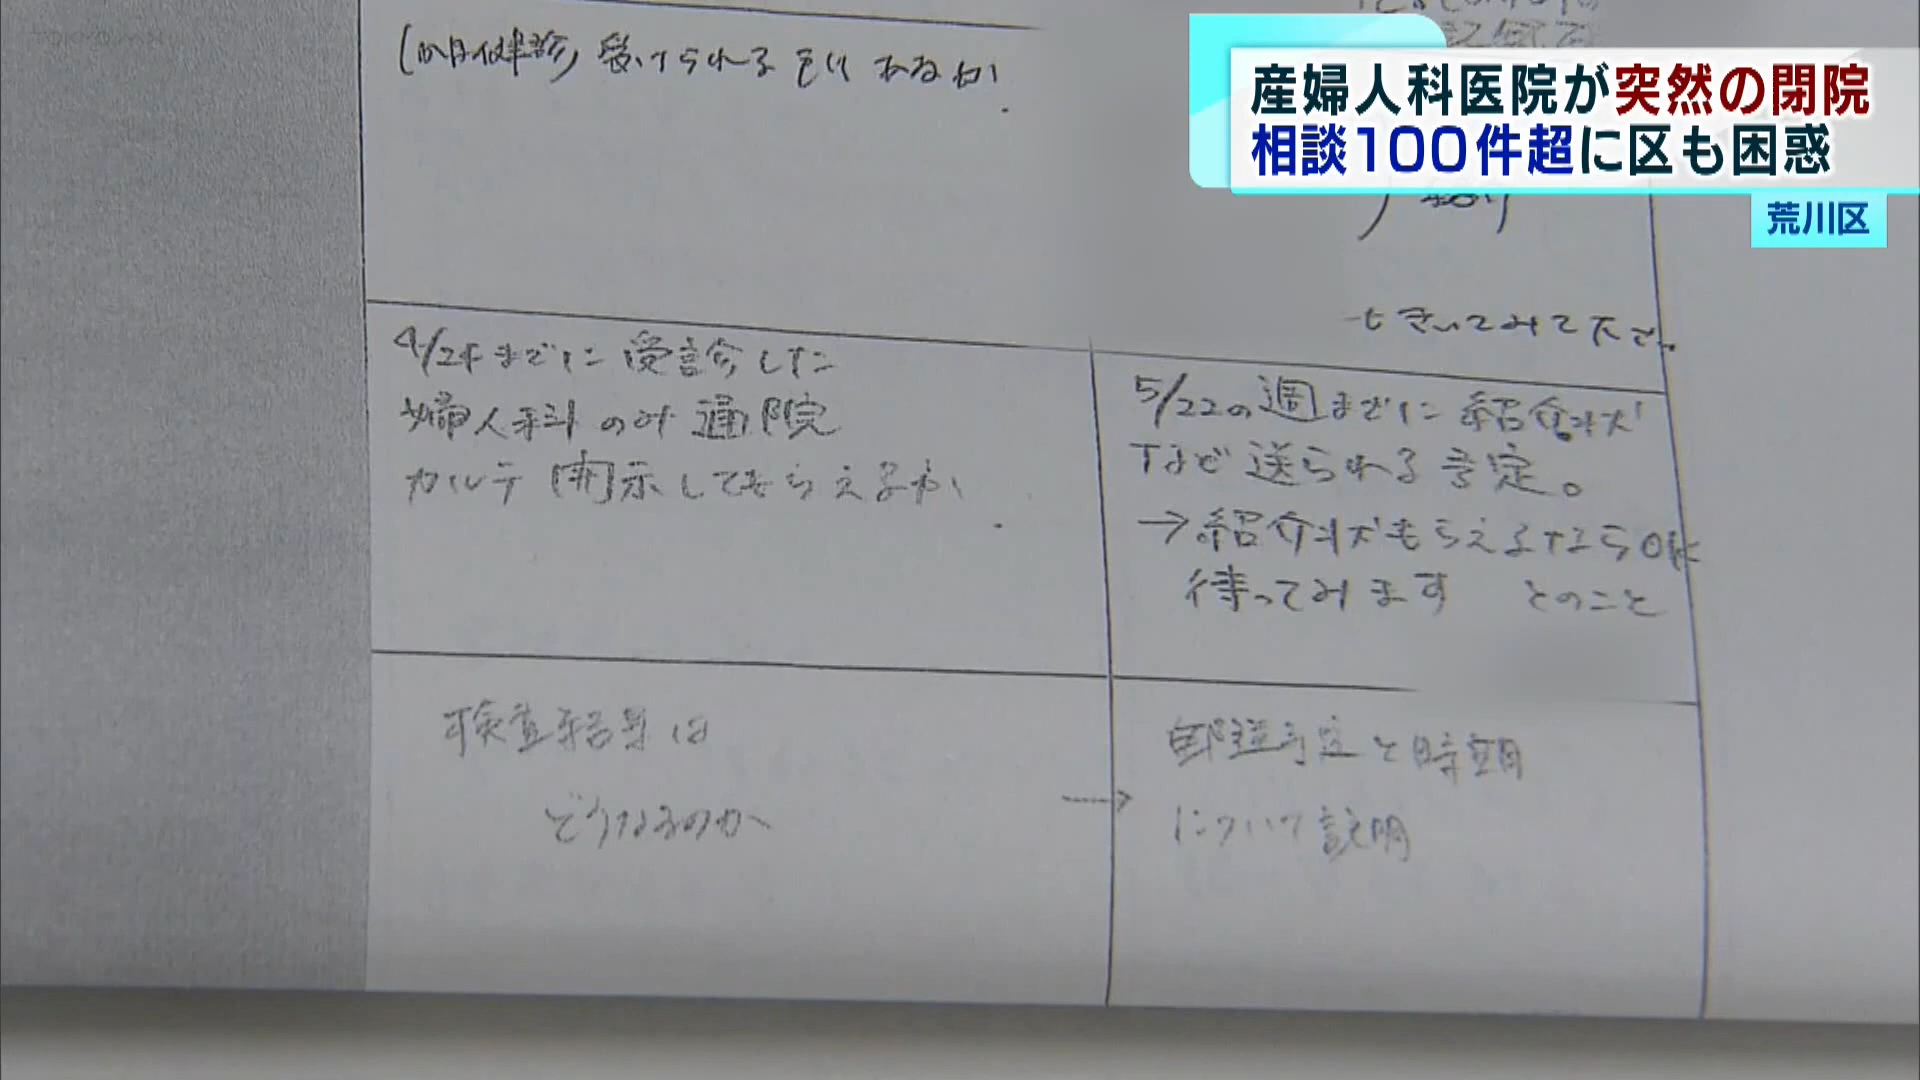 産婦人科医院が突然の閉院
相談100件超に区も困惑
荒川区
(1か月健診) 受けられる あるか
ときいてみて下さい
4/24までに受診した
婦人科のみ通院
カルテ開示してもらえるか
5/22の週までに紹介状
など送られる予定。
→紹介状もらえるならOK
待ってみます とのこと
検査結果は
どうなるのか
→
郵送予定と時期
について説明